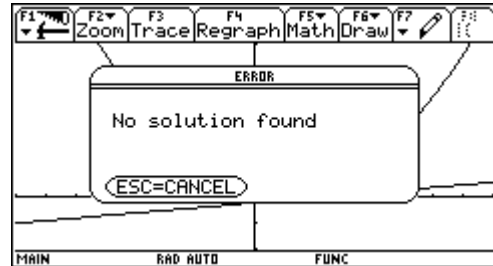 F1 F2 F3 F4 F5 F6 F7
Zoom Trace Regraph Math Draw
ERROR
No solution found
ESC=CANCEL
MAIN RAD AUTO FUNC